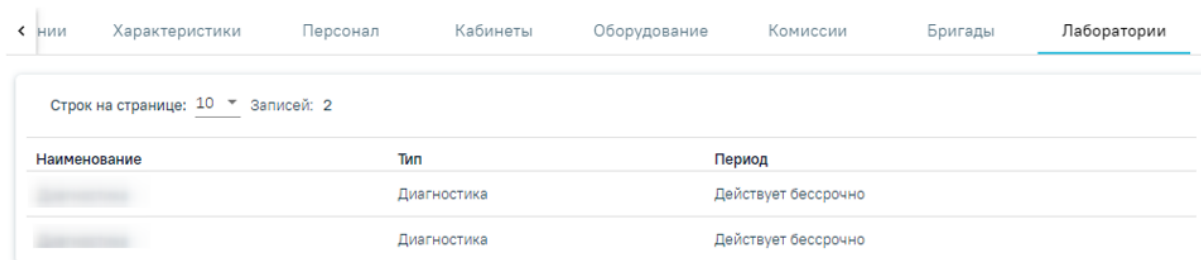 нии Характеристики Персонал Кабинеты Оборудование Комиссии Бригады Лаборатории
Строк на странице: 10 Записей: 2
Наименование Тип Период
Диагностика Действует бессрочно
Диагностика Действует бессрочно